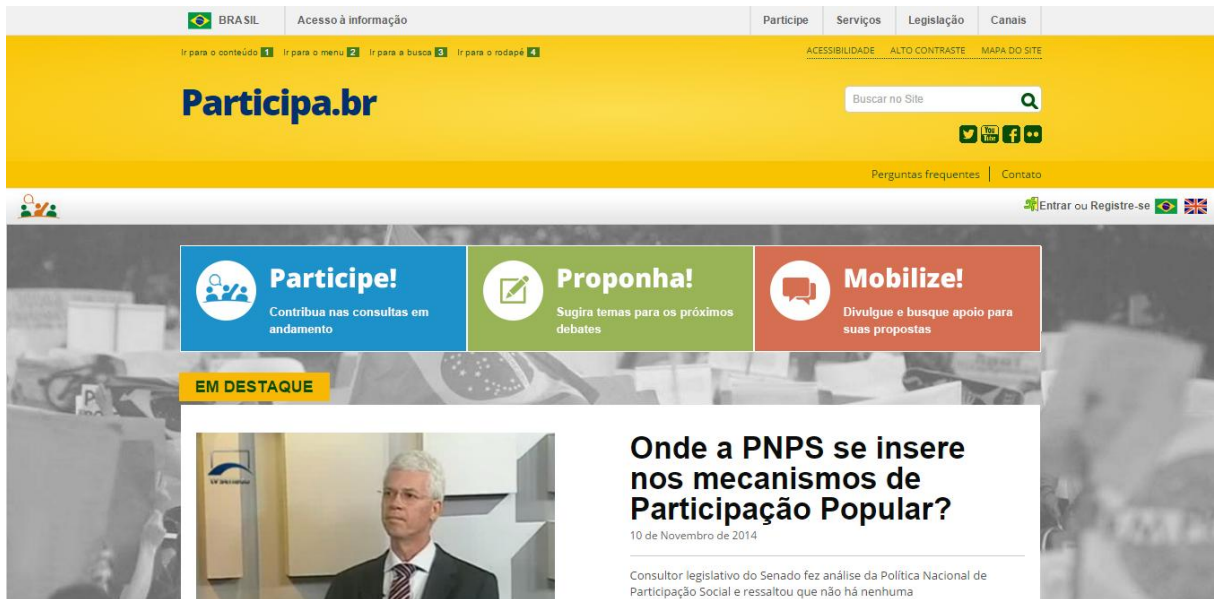 BRASIL Acesso à informação Participe Serviços Legislação Canais
Ir para o conteúdo 1 Ir para o menu 2 Ir para a busca 3 Ir para o rodapé 4 ACESSIBILIDADE ALTO CONTRASTE MAPA DO SITE
Participa.br
Buscar no Site
You
Tube
Perguntas frequentes | Contato
Entrar ou Registre-se
Participe!
Contribua nas consultas em
andamento
Proponha!
Sugira temas para os próximos
debates
Mobilize!
Divulgue e busque apoio para
suas propostas
EM DESTAQUE
Onde a PNPS se insere
nos mecanismos de
Participação Popular?
10 de Novembro de 2014
Consultor legislativo do Senado fez análise da Política Nacional de
Participação Social e ressaltou que não há nenhuma